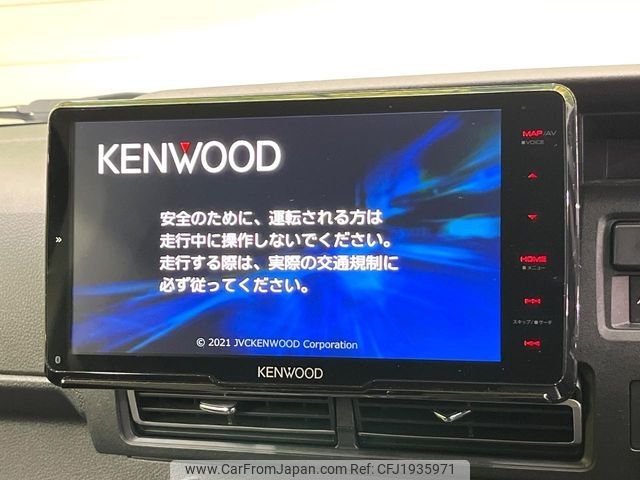 KENWOOD
安全のために、運転される方は
走行中に操作しないでください。
走行する際は、実際の交通規制に
必ず従ってください。
© 2021 JVCKENWOOD Corporation
KENWOOD
MAP/AV
■VOICE
HOME
■メニュー
スキップ/■サーチ
www.CarFromJapan.com - CFJ1935971